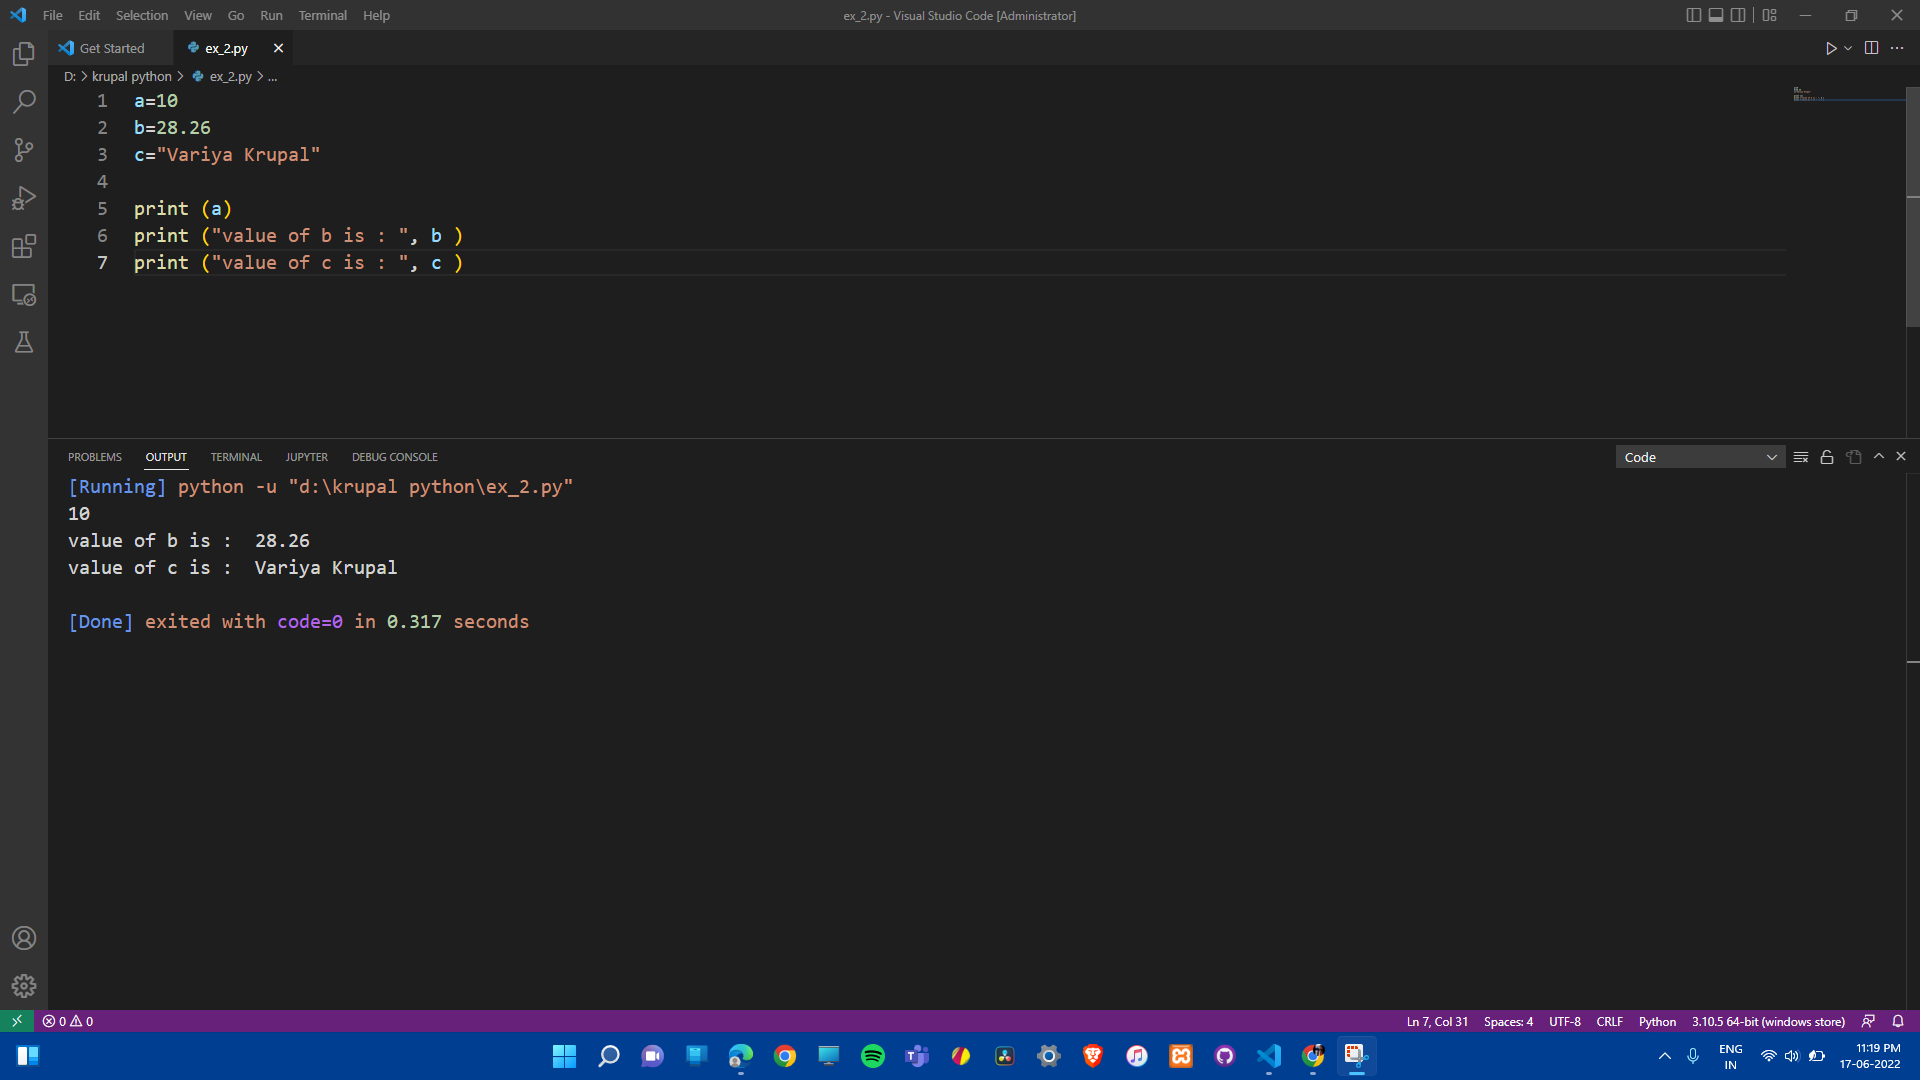 File Edit Selection View Go Run Terminal Help
ex_2.py - Visual Studio Code [Administrator]
Get Started
ex_2.py
D: > krupal python > ex_2.py > ...
1 a=10
2 b=28.26
3 c="Variya Krupal"
4
5 print (a)
6 print ("value of b is : ", b )
7 print ("value of c is : ", c )
PROBLEMS OUTPUT TERMINAL JUPYTER DEBUG CONSOLE
Code
[Running] python -u "d:\krupal python\ex_2.py"
10
value of b is :  28.26
value of c is :  Variya Krupal
[Done] exited with code=0 in 0.317 seconds
0 0
Ln 7, Col 31 Spaces: 4 UTF-8 CRLF Python 3.10.5 64-bit (windows store)
ENG
IN
11:19 PM
17-06-2022